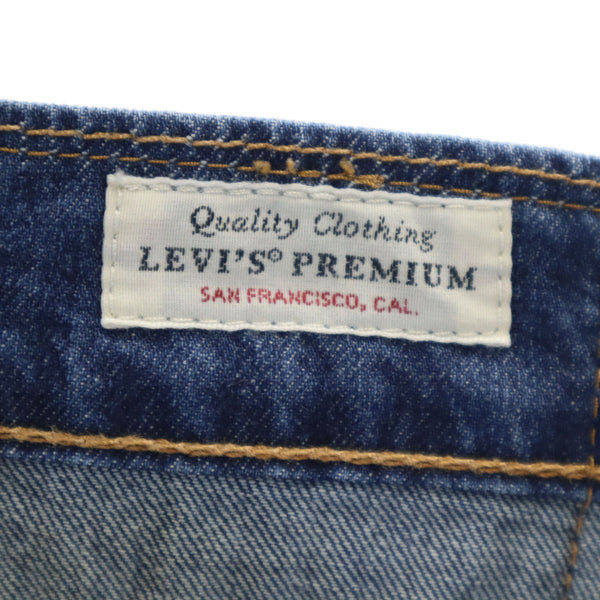 Quality Clothing
LEVI'S® PREMIUM
SAN FRANCISCO, CAL.